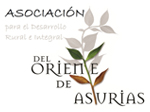 ASOCIACIÓN
para el Desarrollo
Rural e Integral
DEL
ORIENTE
DE
ASTURIAS